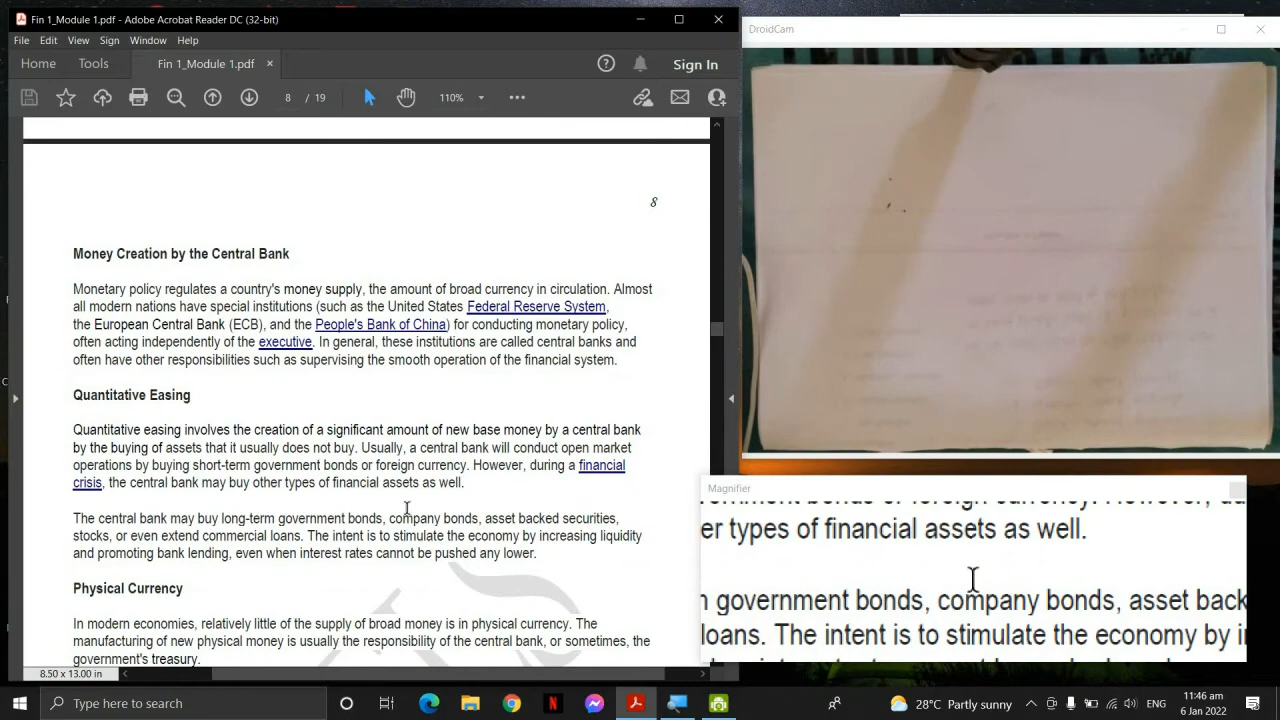 Fin 1_Module 1.pdf - Adobe Acrobat Reader DC (32-bit)
File Edit View Sign Window Help
Home Tools Fin 1_Module 1.pdf × Sign In
8 / 19 110%
8
Money Creation by the Central Bank
Monetary policy regulates a country's money supply, the amount of broad currency in circulation. Almost
all modern nations have special institutions (such as the United States Federal Reserve System,
the European Central Bank (ECB), and the People's Bank of China) for conducting monetary policy,
often acting independently of the executive. In general, these institutions are called central banks and
often have other responsibilities such as supervising the smooth operation of the financial system.
Quantitative Easing
Quantitative easing involves the creation of a significant amount of new base money by a central bank
by the buying of assets that it usually does not buy. Usually, a central bank will conduct open market
operations by buying short-term government bonds or foreign currency. However, during a financial
crisis, the central bank may buy other types of financial assets as well.
The central bank may buy long-term government bonds, company bonds, asset backed securities,
stocks, or even extend commercial loans. The intent is to stimulate the economy by increasing liquidity
and promoting bank lending, even when interest rates cannot be pushed any lower.
Physical Currency
In modern economies, relatively little of the supply of broad money is in physical currency. The
manufacturing of new physical money is usually the responsibility of the central bank, or sometimes, the
government's treasury.
8.50 x 13.00 in
DroidCam
Magnifier
er types of financial assets as well.
government bonds, company bonds, asset back
loans. The intent is to stimulate the economy by
Type here to search
28°C Partly sunny
ENG
11:46 am
6 Jan 2022